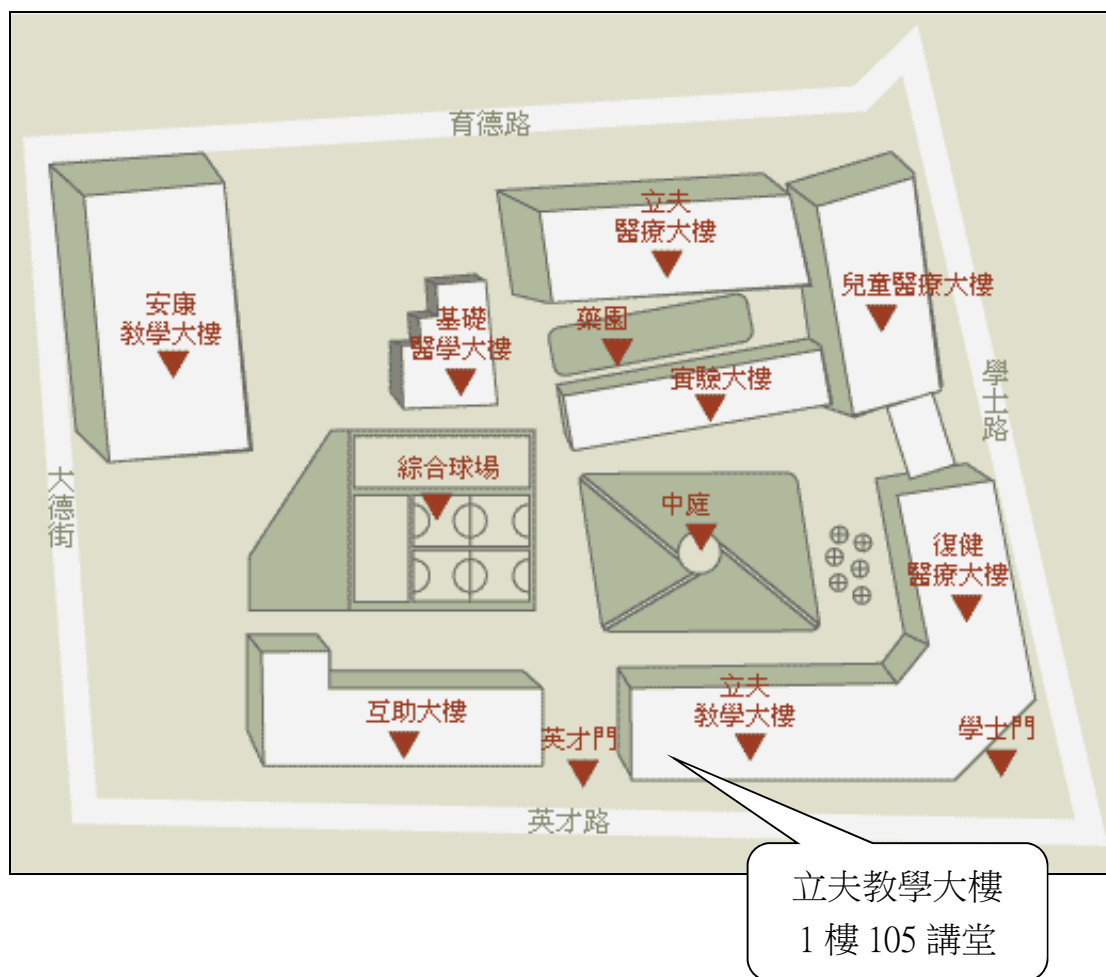 育德路
立夫
醫療大樓
兒童醫療大樓
安康
教學大樓
基礎
醫學大樓
藥園
實驗大樓
學士路
綜合球場
大德街
中庭
復健
醫療大樓
立夫
教學大樓
互助大樓
英才門
學士門
英才路
立夫教學大樓
1 樓 105 講堂